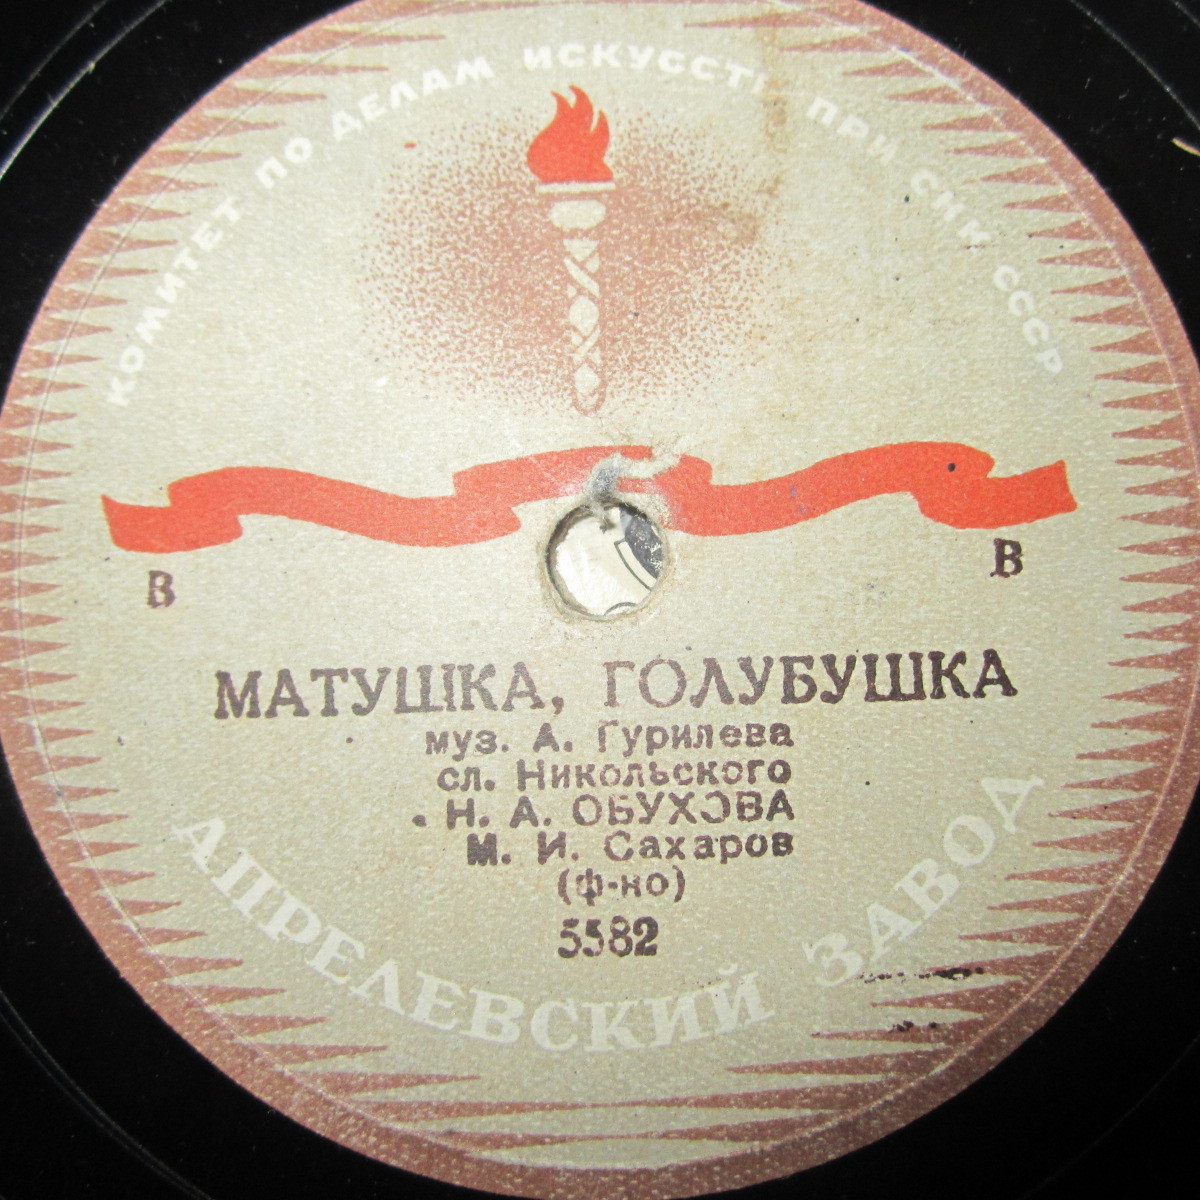 КОМИТЕТ ПО ДЕЛАМ ИСКУССТВ ПРИ СНК СССР
В В
МАТУШКА, ГОЛУБУШКА
муз. А. Гурилева
сл. Никольского
Н. А. ОБУХОВА
М. И. Сахаров
(ф-но)
5582
АПРЕЛЕВСКИЙ ЗАВОД